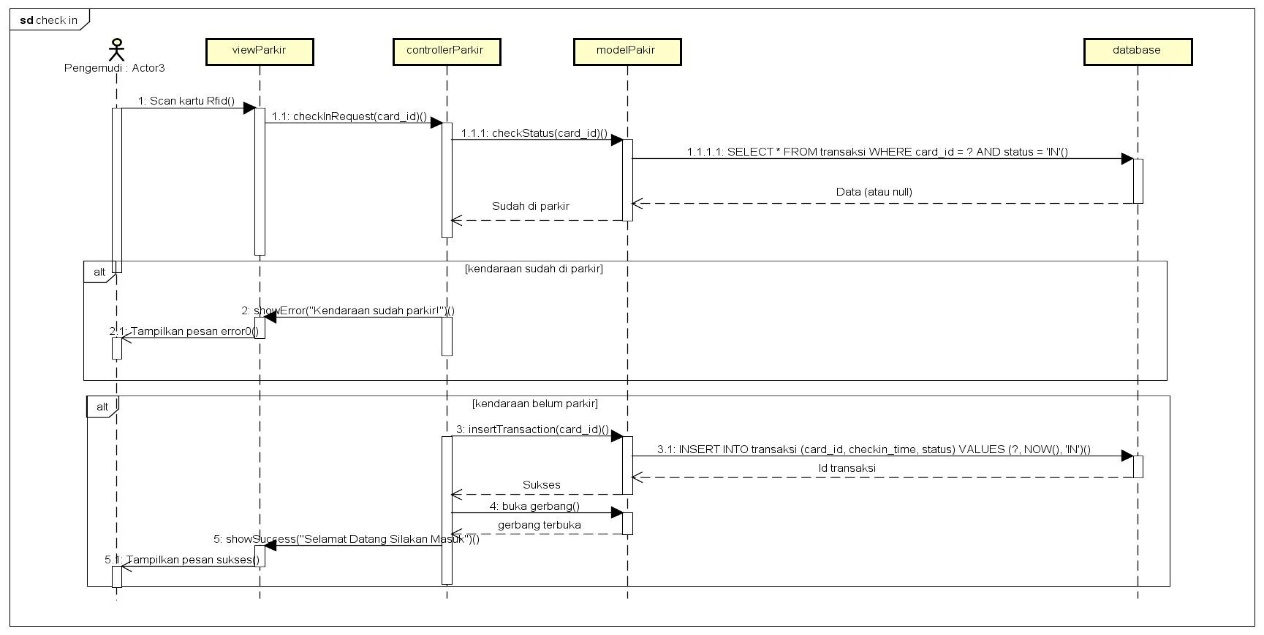 sd check in
Pengemudi : Actor3
viewParkir
controllerParkir
modelPakir
database
1: Scan kartu Rfid()
1.1: checkInRequest(card_id)()
1.1.1: checkStatus(card_id)()
1.1.1.1: SELECT * FROM transaksi WHERE card_id = ? AND status = 'IN'()
Data (atau null)
Sudah di parkir
alt
[kendaraan sudah di parkir]
2: showError("Kendaraan sudah parkir!")()
2.1: Tampilkan pesan error0()
alt
[kendaraan belum parkir]
3: insertTransaction(card_id)()
3.1: INSERT INTO transaksi (card_id, checkin_time, status) VALUES (?, NOW(), 'IN')()
Id transaksi
Sukses
4: buka gerbang()
gerbang terbuka
5: showSuccess("Selamat Datang Silakan Masuk")()
5.1: Tampilkan pesan sukses()